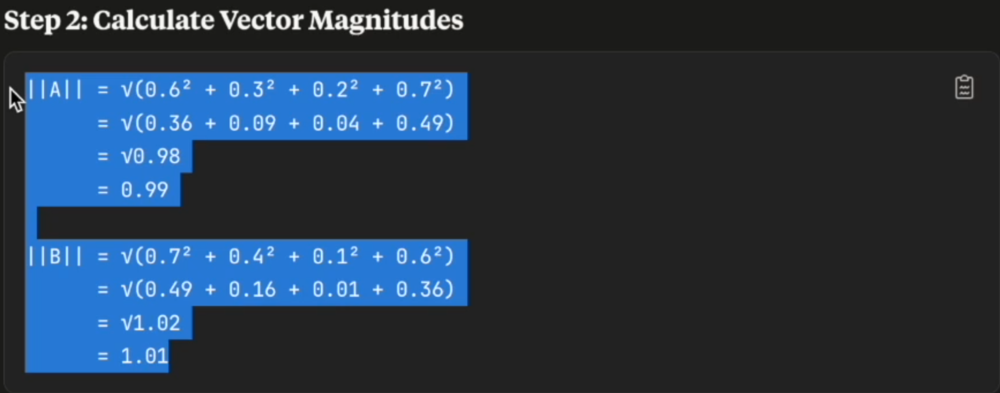 Step 2: Calculate Vector Magnitudes
||A|| = √(0.6² + 0.3² + 0.2² + 0.7²)
= √(0.36 + 0.09 + 0.04 + 0.49)
= √0.98
= 0.99
||B|| = √(0.7² + 0.4² + 0.1² + 0.6²)
= √(0.49 + 0.16 + 0.01 + 0.36)
= √1.02
= 1.01